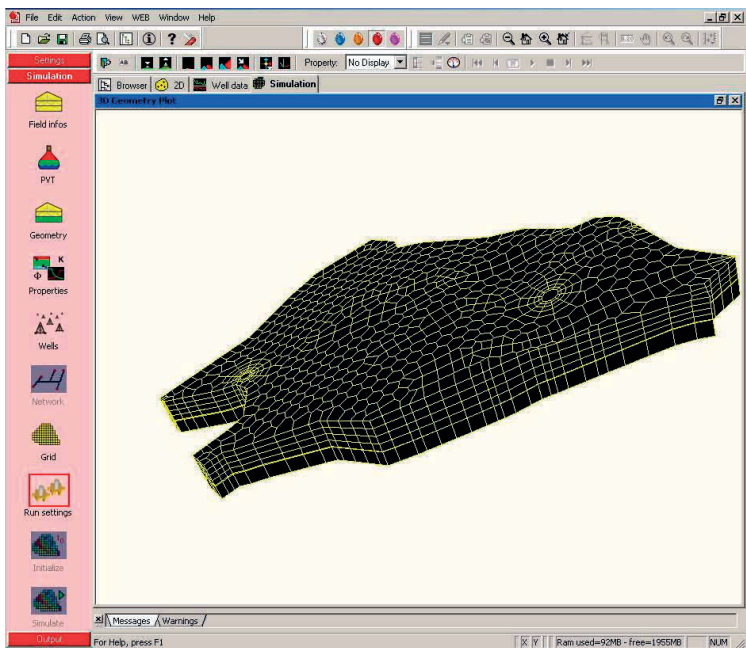 File Edit Action View WEB Window Help
Settings
Property: No Display
Simulation
Browser 2D Well data Simulation
3D Geometry Plot
Field infos
PVT
Geometry
K
Φ
Properties
Wells
Network
Grid
Run settings
Initialize
Simulate
Messages Warnings
Output
For Help, press F1
X Y Ram used=92MB - free=1955MB NUM